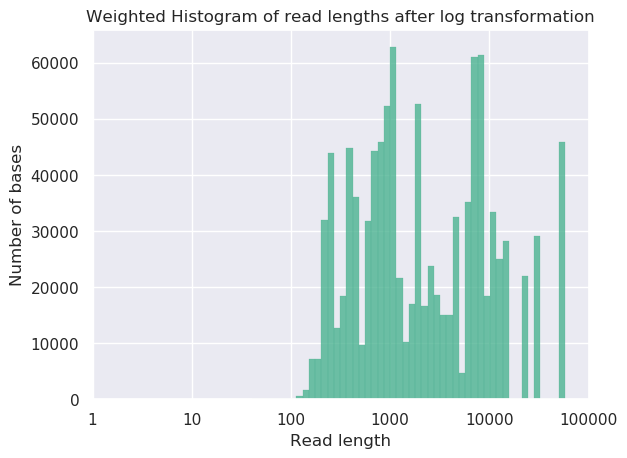 Weighted Histogram of read lengths after log transformation
60000
50000
40000
30000
20000
10000
0
Number of bases
1 10 100 1000 10000 100000
Read length